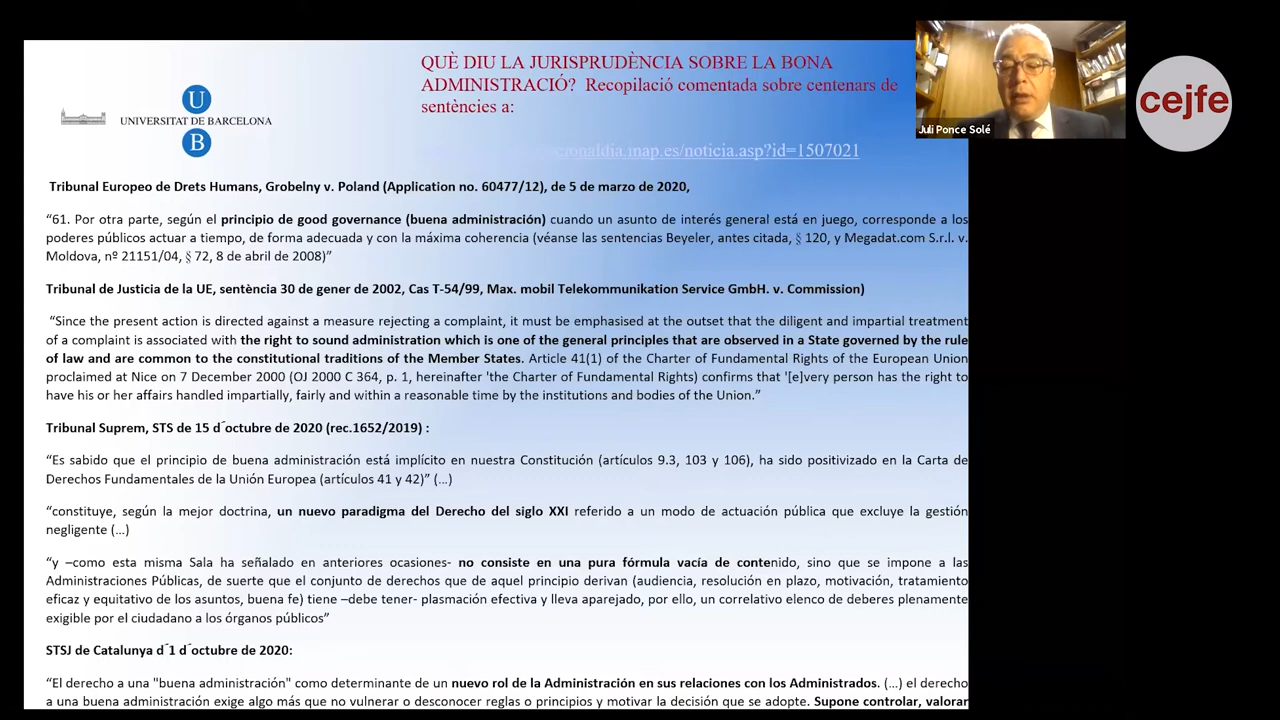 QUÈ DIU LA JURISPRUDÈNCIA SOBRE LA BONA
ADMINISTRACIÓ? Recopilació comentada sobre centenars de
sentències a:
U
UNIVERSITAT DE BARCELONA
B
cionaldia.map.es/noticia.asp?id=1507021
Juli Ponce Solé
cejfe
Tribunal Europeo de Drets Humans, Grobelny v. Poland (Application no. 60477/12), de 5 de marzo de 2020,
“61. Por otra parte, según el principio de good governance (buena administración) cuando un asunto de interés general está en juego, corresponde a los
poderes públicos actuar a tiempo, de forma adecuada y con la máxima coherencia (véanse las sentencias Beyeler, antes citada, § 120, y Megadat.com S.r.l. v.
Moldova, nº 21151/04, § 72, 8 de abril de 2008)”
Tribunal de Justicia de la UE, sentència 30 de gener de 2002, Cas T-54/99, Max. mobil Telekommunikation Service GmbH. v. Commission)
“Since the present action is directed against a measure rejecting a complaint, it must be emphasised at the outset that the diligent and impartial treatment
of a complaint is associated with the right to sound administration which is one of the general principles that are observed in a State governed by the rule
of law and are common to the constitutional traditions of the Member States. Article 41(1) of the Charter of Fundamental Rights of the European Union
proclaimed at Nice on 7 December 2000 (OJ 2000 C 364, p. 1, hereinafter 'the Charter of Fundamental Rights) confirms that '[e]very person has the right to
have his or her affairs handled impartially, fairly and within a reasonable time by the institutions and bodies of the Union.”
Tribunal Suprem, STS de 15 d´octubre de 2020 (rec.1652/2019) :
“Es sabido que el principio de buena administración está implícito en nuestra Constitución (artículos 9.3, 103 y 106), ha sido positivizado en la Carta de
Derechos Fundamentales de la Unión Europea (artículos 41 y 42)” (…)
“constituye, según la mejor doctrina, un nuevo paradigma del Derecho del siglo XXI referido a un modo de actuación pública que excluye la gestión
negligente (…)
“y –como esta misma Sala ha señalado en anteriores ocasiones- no consiste en una pura fórmula vacía de contenido, sino que se impone a las
Administraciones Públicas, de suerte que el conjunto de derechos que de aquel principio derivan (audiencia, resolución en plazo, motivación, tratamiento
eficaz y equitativo de los asuntos, buena fe) tiene –debe tener- plasmación efectiva y lleva aparejado, por ello, un correlativo elenco de deberes plenamente
exigible por el ciudadano a los órganos públicos”
STSJ de Catalunya d´1 d´octubre de 2020:
“El derecho a una "buena administración" como determinante de un nuevo rol de la Administración en sus relaciones con los Administrados. (…) el derecho
a una buena administración exige algo más que no vulnerar o desconocer reglas o principios y motivar la decisión que se adopte. Supone controlar, valorar